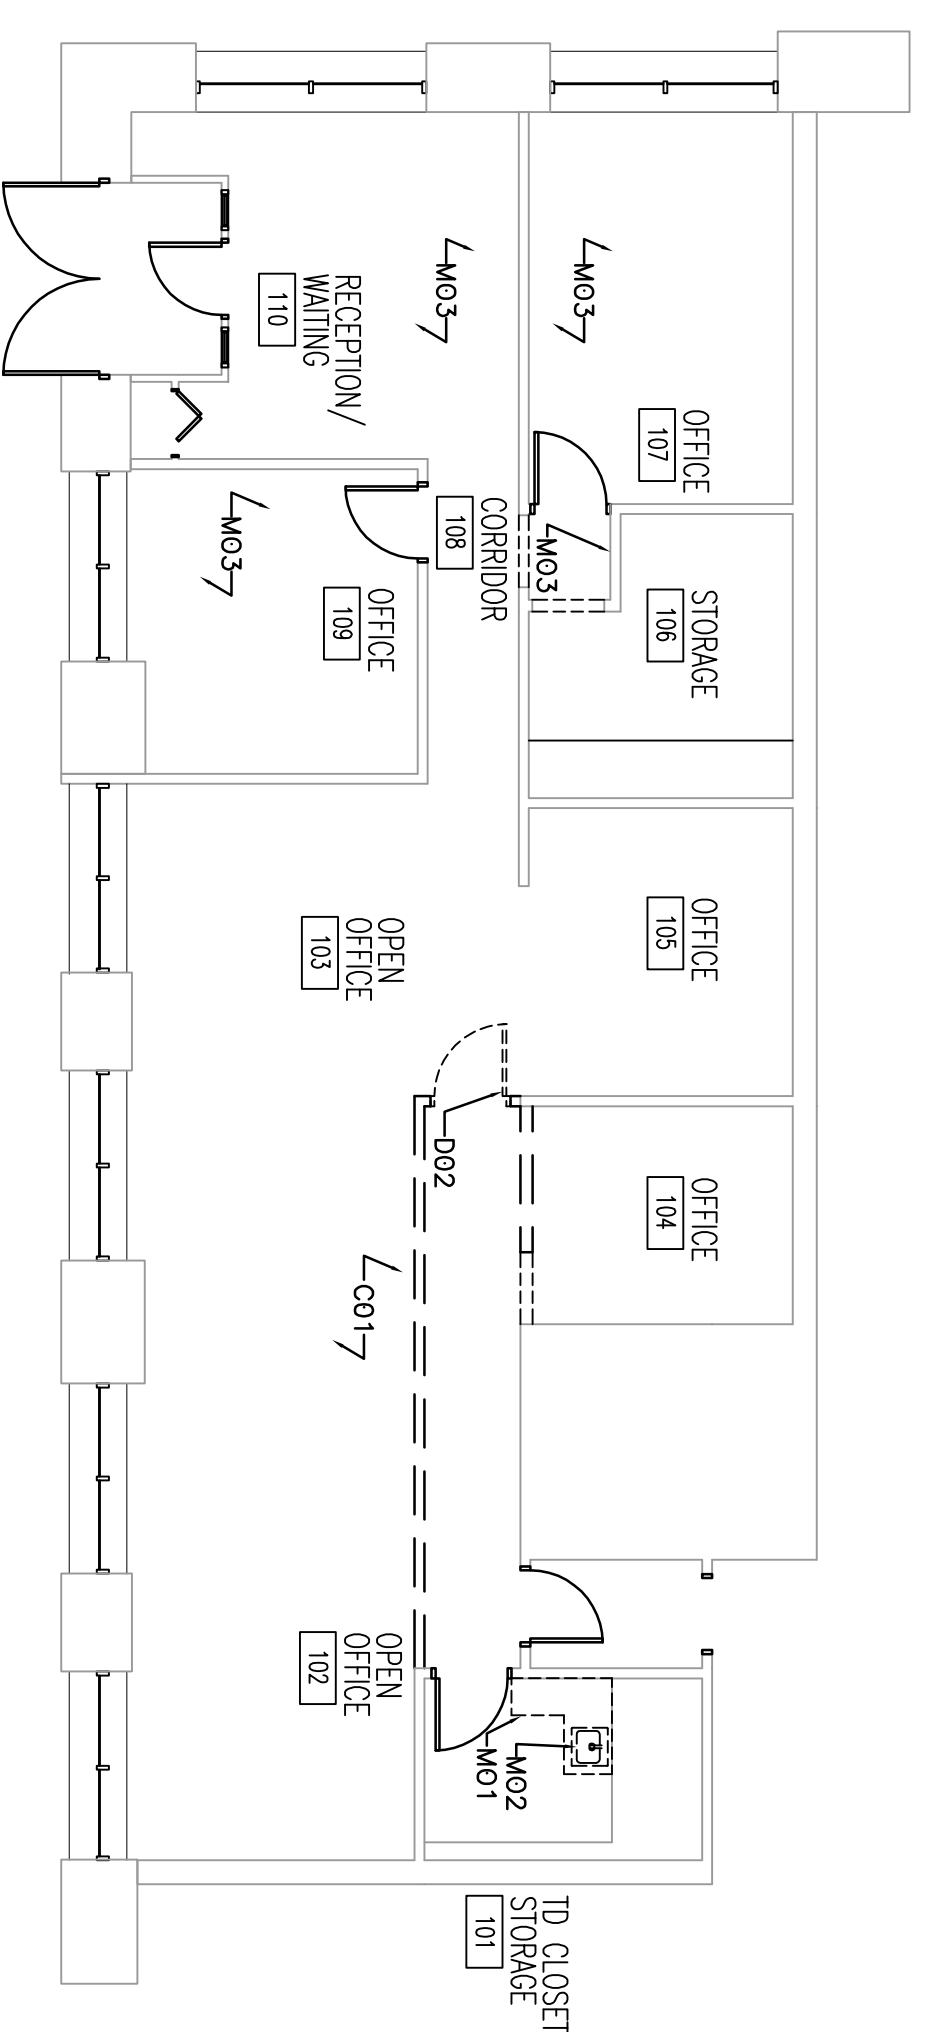 M03
M03
RECEPTION/
WAITING
110
OFFICE
107
M03
CORRIDOR
108
M03
OFFICE
109
STORAGE
106
OPEN
OFFICE
103
OFFICE
105
D02
OFFICE
104
C01
OPEN
OFFICE
102
M02
M01
TD CLOSET
STORAGE
101